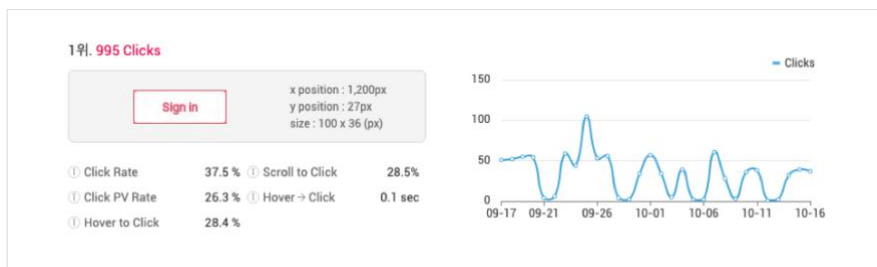 1위. 995 Clicks
Sign in
x position : 1,200px
y position : 27px
size : 100 x 36 (px)
Click Rate 37.5 % Scroll to Click 28.5%
Click PV Rate 26.3 % Hover → Click 0.1 sec
Hover to Click 28.4 %
Clicks
150
100
50
0
09-17 09-21 09-26 10-01 10-06 10-11 10-16